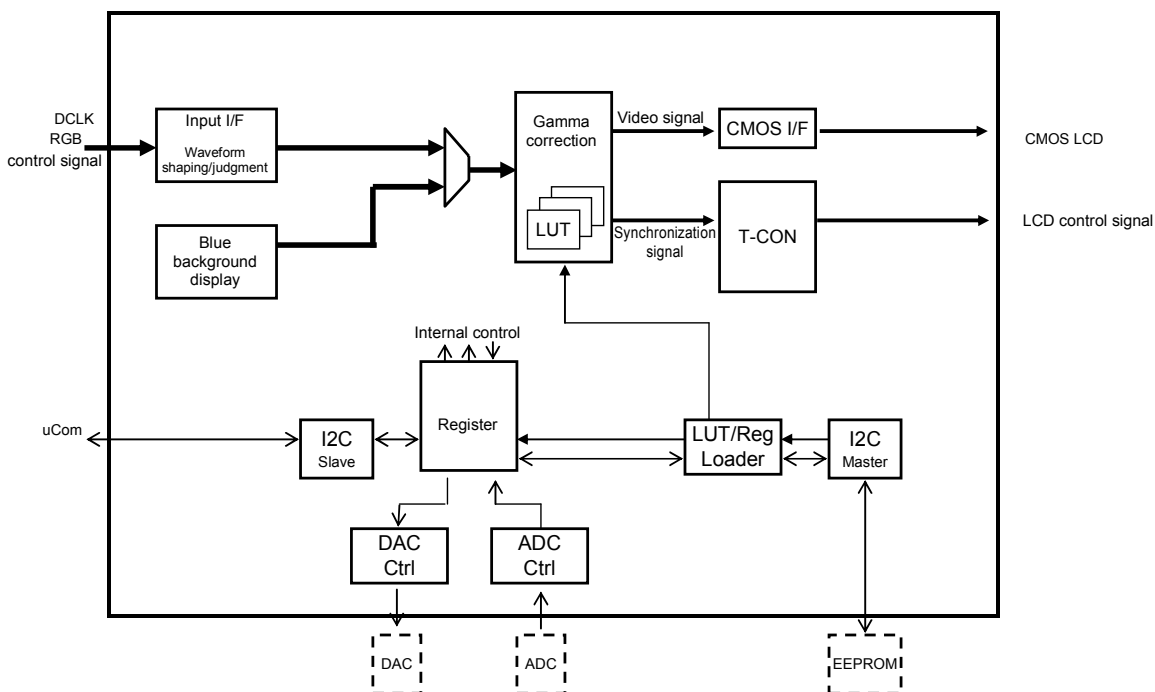 DCLK
RGB
control signal
Input I/F
Waveform
shaping/judgment
Blue
background
display
Gamma
correction
LUT
Video signal
CMOS I/F
CMOS LCD
Synchronization
signal
T-CON
LCD control signal
Internal control
Register
uCom
I2C
Slave
LUT/Reg
Loader
I2C
Master
DAC
Ctrl
ADC
Ctrl
DAC
ADC
EEPROM